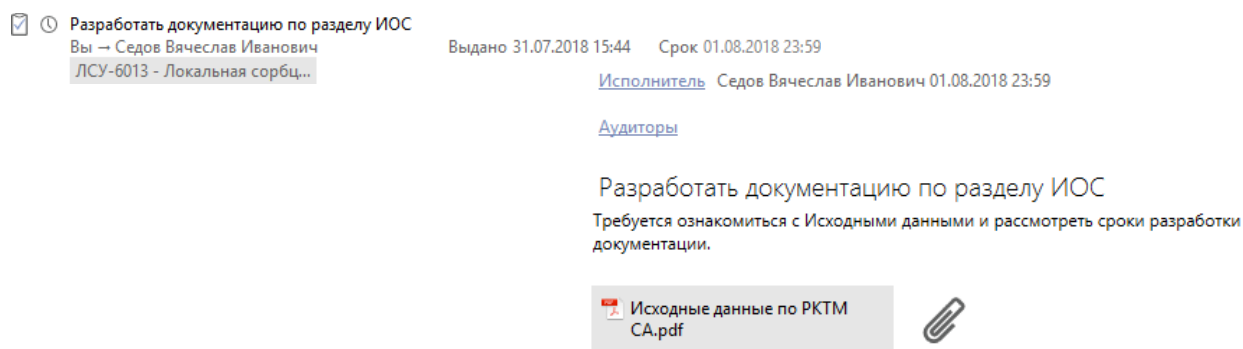 Разработать документацию по разделу ИОС
Вы → Седов Вячеслав Иванович
Выдано 31.07.2018 15:44 Срок 01.08.2018 23:59
ЛСУ-6013 - Локальная сорбц...
Исполнитель Седов Вячеслав Иванович 01.08.2018 23:59
Аудиторы
Разработать документацию по разделу ИОС
Требуется ознакомиться с Исходными данными и рассмотреть сроки разработки
документации.
Исходные данные по РКТМ
СА.pdf